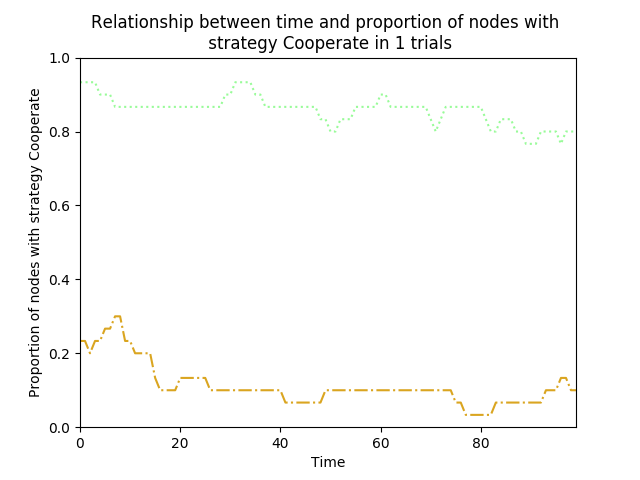 Relationship between time and proportion of nodes with
strategy Cooperate in 1 trials
1.0
0.8
0.6
0.4
0.2
0.0
Proportion of nodes with strategy Cooperate
0 20 40 60 80
Time